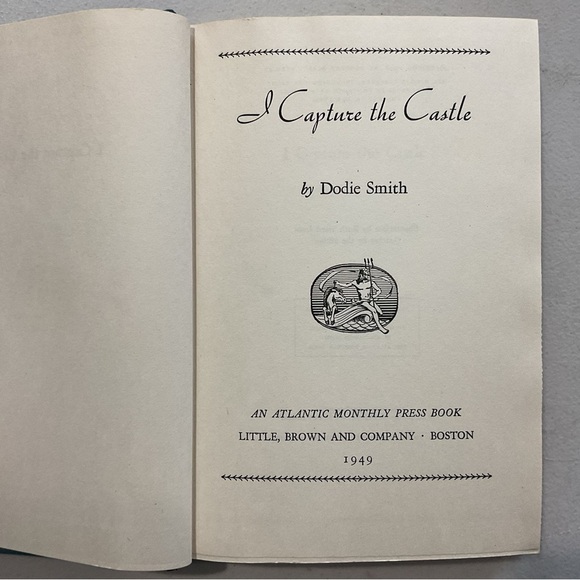 I Capture the Castle
by Dodie Smith
AN ATLANTIC MONTHLY PRESS BOOK
LITTLE, BROWN AND COMPANY · BOSTON
1949